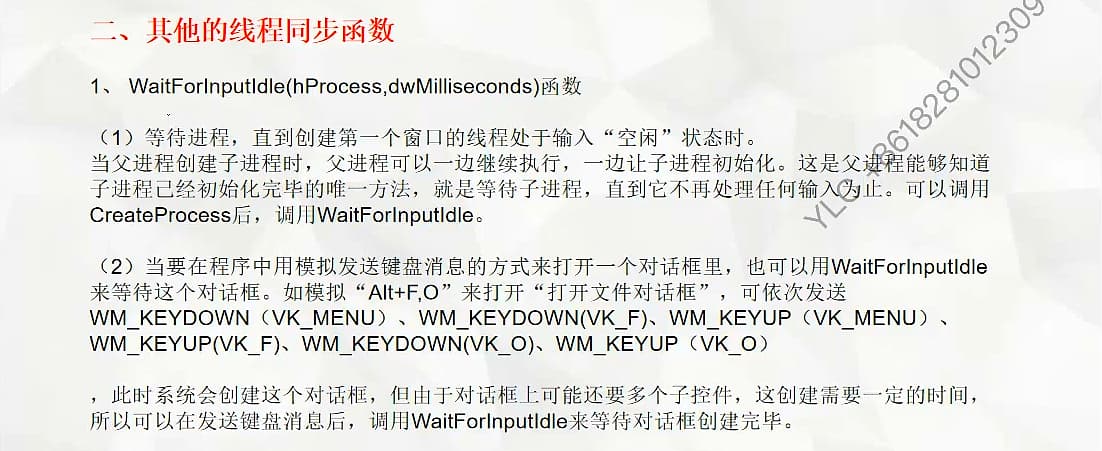 二、其他的线程同步函数
1、 WaitForInputIdle(hProcess,dwMilliseconds)函数
（1）等待进程，直到创建第一个窗口的线程处于输入“空闲”状态时。
当父进程创建子进程时，父进程可以一边继续执行，一边让子进程初始化。这是父进程能够知道
子进程已经初始化完毕的唯一方法，就是等待子进程，直到它不再处理任何输入为止。可以调用
CreateProcess后，调用WaitForInputIdle。
（2）当要在程序中用模拟发送键盘消息的方式来打开一个对话框里，也可以用WaitForInputIdle
来等待这个对话框。如模拟“Alt+F,O”来打开“打开文件对话框”，可依次发送
WM_KEYDOWN（VK_MENU）、WM_KEYDOWN(VK_F)、WM_KEYUP（VK_MENU）、
WM_KEYUP(VK_F)、WM_KEYDOWN(VK_O)、WM_KEYUP（VK_O）
，此时系统会创建这个对话框，但由于对话框上可能还要多个子控件，这创建需要一定的时间，
所以可以在发送键盘消息后，调用WaitForInputIdle来等待对话框创建完毕。
YLC +8618281012309